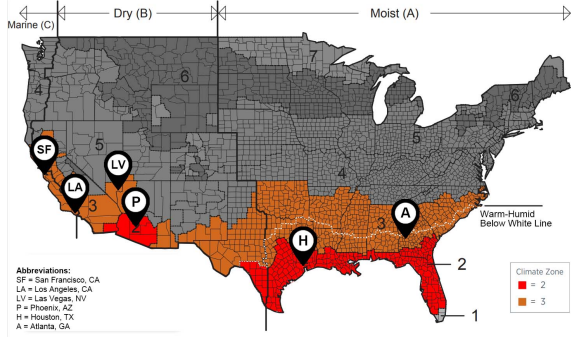 Marine (C)
Dry (B)
Moist (A)
7
6
6
6
4
5
5
4
SF
LV
LA
3
P
2
H
A
3
Warm-Humid
Below White Line
2
1
Abbreviations:
SF = San Francisco, CA
LA = Los Angeles, CA
LV = Las Vegas, NV
P = Phoenix, AZ
H = Houston, TX
A = Atlanta, GA
Climate Zone
= 2
= 3